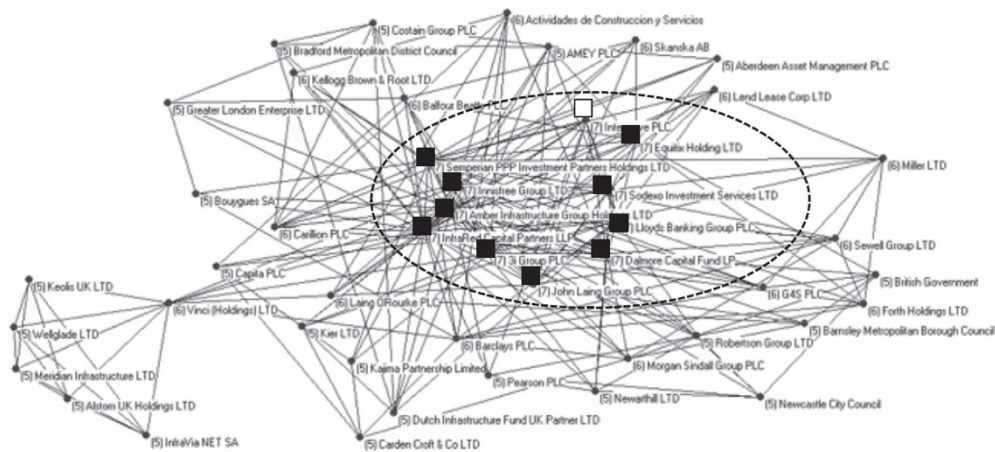 (6) Actividades de Construccion y Servicios
(5) Costain Group PLC
(5) Bradford Metropolitan District Council
(5) AMEY PLC
(6) Skanska AB
(5) Aberdeen Asset Management PLC
(6) Kellogg Brown & Root LTD
(6) Lend Lease Corp LTD
(5) Greater London Enterprise LTD
(6) Balfour Beatty PLC
(7) PLC
(7) Equitix Holding LTD
(6) Miller LTD
(7) Semperian PPP Investment Partners Holdings LTD
(7) Innisfree Group LTD
(7) Sodexo Investment Services LTD
(5) Bouygues SA
(7) Amber Infrastructure Group Holdings LTD
(7) Lloyds Banking Group PLC
(6) Carillion PLC
(7) InfraRed Capital Partners LLP
(6) Sewell Group LTD
(7) 3i Group PLC
(7) Dalmore Capital Fund LP
(5) Capita PLC
(5) British Government
(5) Keolis UK LTD
(7) John Laing Group PLC
(6) G4S PLC
(6) Laing O'Rourke PLC
(6) Vinci (Holdings) LTD
(6) Forth Holdings LTD
(5) Barnsley Metropolitan Borough Council
(5) Wellglade LTD
(5) Kier LTD
(6) Barclays PLC
(5) Robertson Group LTD
(5) Kajima Partnership Limited
(6) Morgan Sindall Group PLC
(5) Meridian Infrastructure LTD
(5) Pearson PLC
(5) Newarthill LTD
(5) Newcastle City Council
(5) Alstom UK Holdings LTD
(5) Dutch Infrastructure Fund UK Partner LTD
(5) InfraVia NET SA
(5) Carden Croft & Co LTD